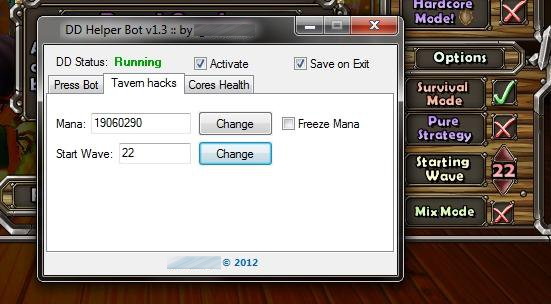 DD Helper Bot v1.3 :: by
DD Status: Running
Activate
Save on Exit
Press Bot
Tavern hacks
Cores Health
Mana: 19060290
Change
Freeze Mana
Start Wave: 22
Change
© 2012
Hardcore
Mode!
Options
Survival
Mode
Pure
Strategy
Starting
Wave
22
Mix Mode